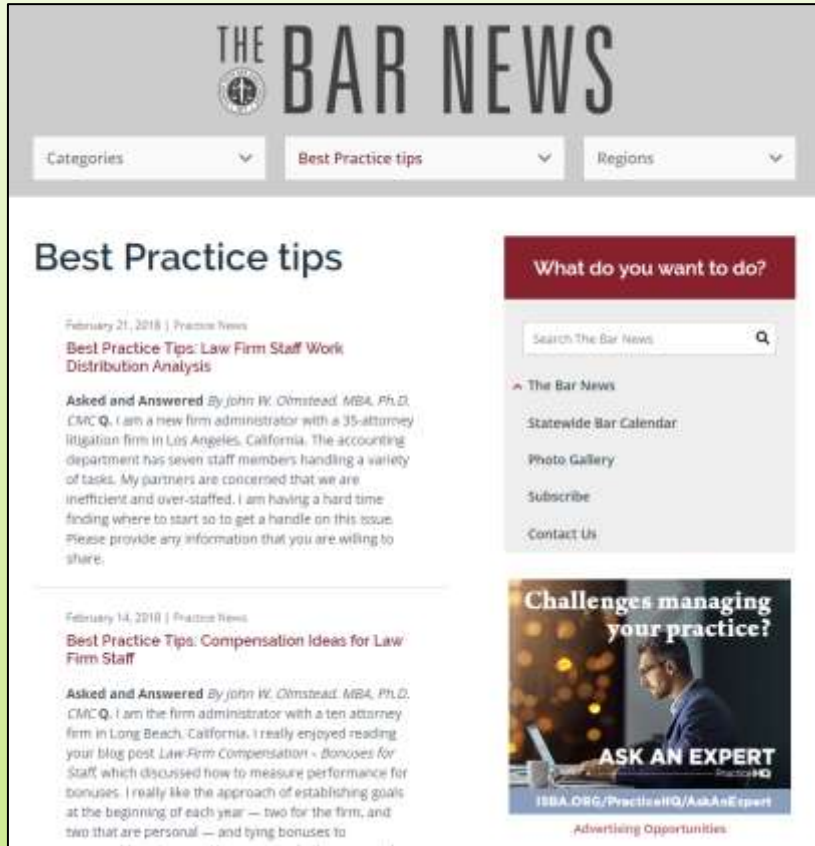 THE BAR NEWS
Categories
Best Practice tips
Regions
Best Practice tips
February 21, 2018 | Practice News
Best Practice Tips: Law Firm Staff Work
Distribution Analysis
Asked and Answered By John W. Olmstead, MBA, Ph.D,
CMC Q. I am a new firm administrator with a 35-attorney
litigation firm in Los Angeles, California. The accounting
department has seven staff members handling a variety
of tasks. My partners are concerned that we are
inefficient and over-staffed. I am having a hard time
finding where to start so to get a handle on this issue.
Please provide any information that you are willing to
share.
February 14, 2018 | Practice News
Best Practice Tips: Compensation Ideas for Law
Firm Staff
Asked and Answered By John W. Olmstead, MBA, Ph.D,
CMC Q. I am the firm administrator with a ten attorney
firm in Long Beach, California. I really enjoyed reading
your blog post Law Firm Compensation – Bonuses for
Staff, which discussed how to measure performance for
bonuses. I really like the approach of establishing goals
at the beginning of each year — two for the firm, and
two that are personal — and tying bonuses to
What do you want to do?
Search The Bar News
The Bar News
Statewide Bar Calendar
Photo Gallery
Subscribe
Contact Us
Challenges managing
your practice?
ASK AN EXPERT
PracticeHQ
ISBA.ORG/PracticeHQ/AskAnExpert
Advertising Opportunities